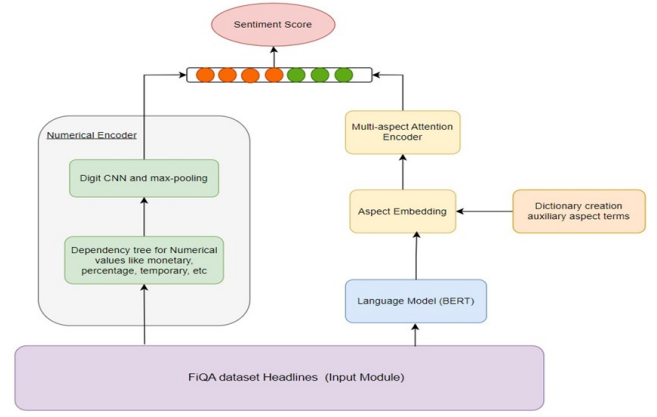 Sentiment Score
Numerical Encoder
Digit CNN and max-pooling
Dependency tree for Numerical
values like monetary,
percentage, temporary, etc
Multi-aspect Attention
Encoder
Aspect Embedding
Dictionary creation
auxiliary aspect terms
Language Model (BERT)
FiQA dataset Headlines (Input Module)